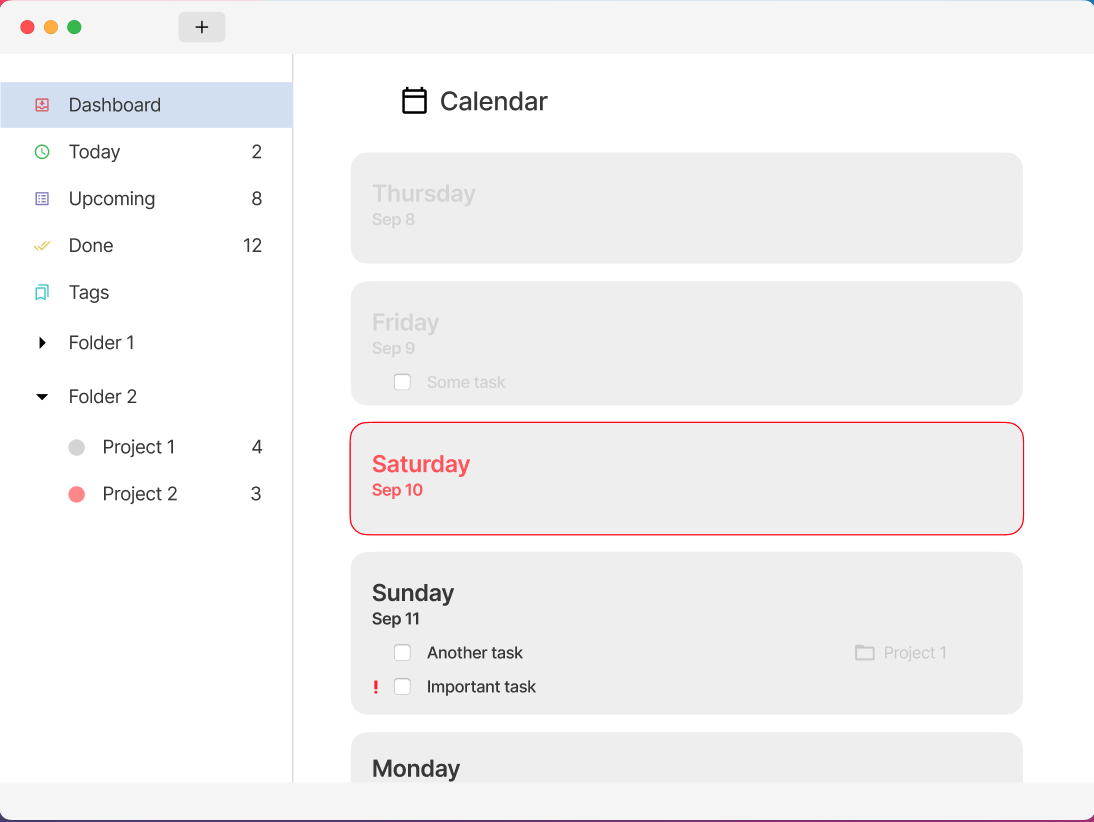 +
Dashboard
Today 2
Upcoming 8
Done 12
Tags
Folder 1
Folder 2
Project 1 4
Project 2 3
Calendar
Thursday
Sep 8
Friday
Sep 9
Some task
Saturday
Sep 10
Sunday
Sep 11
Another task Project 1
! Important task
Monday